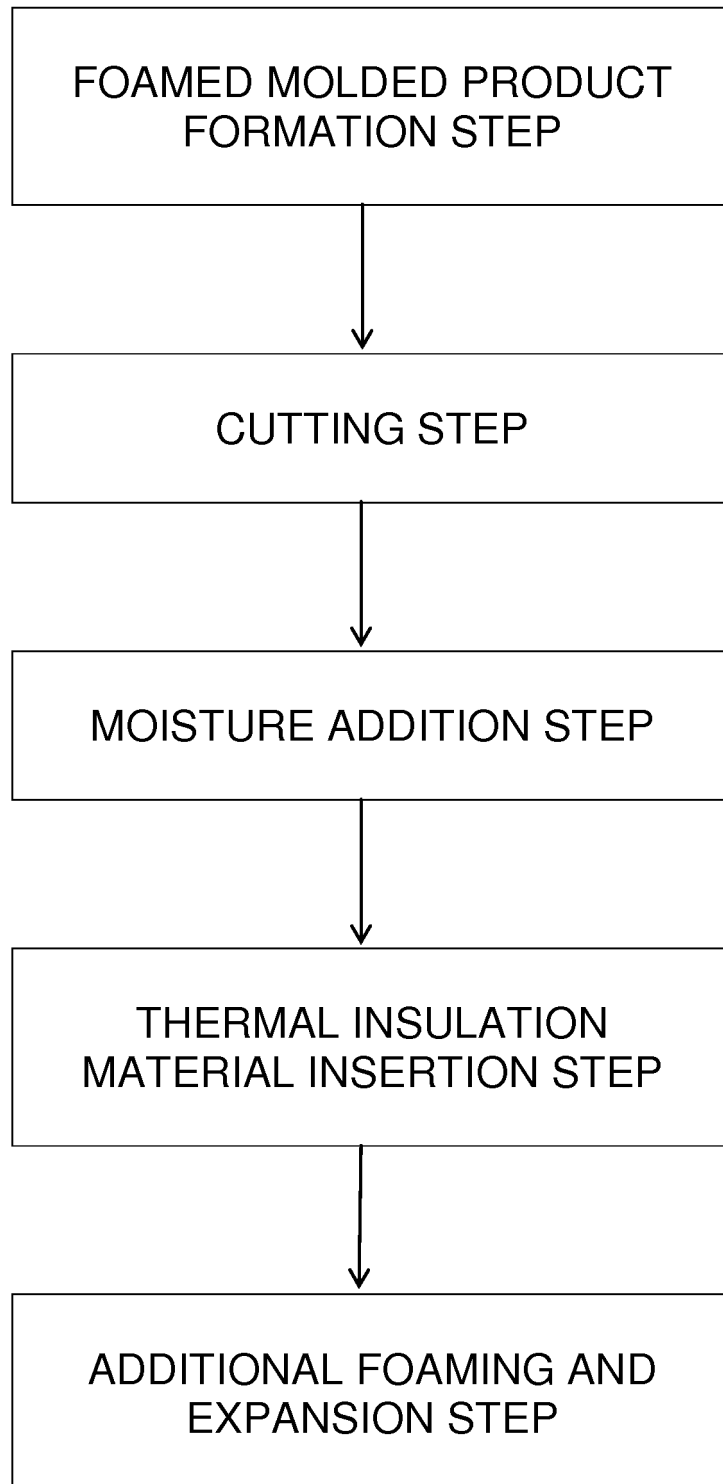 FOAMED MOLDED PRODUCT
FORMATION STEP
CUTTING STEP
MOISTURE ADDITION STEP
THERMAL INSULATION
MATERIAL INSERTION STEP
ADDITIONAL FOAMING AND
EXPANSION STEP